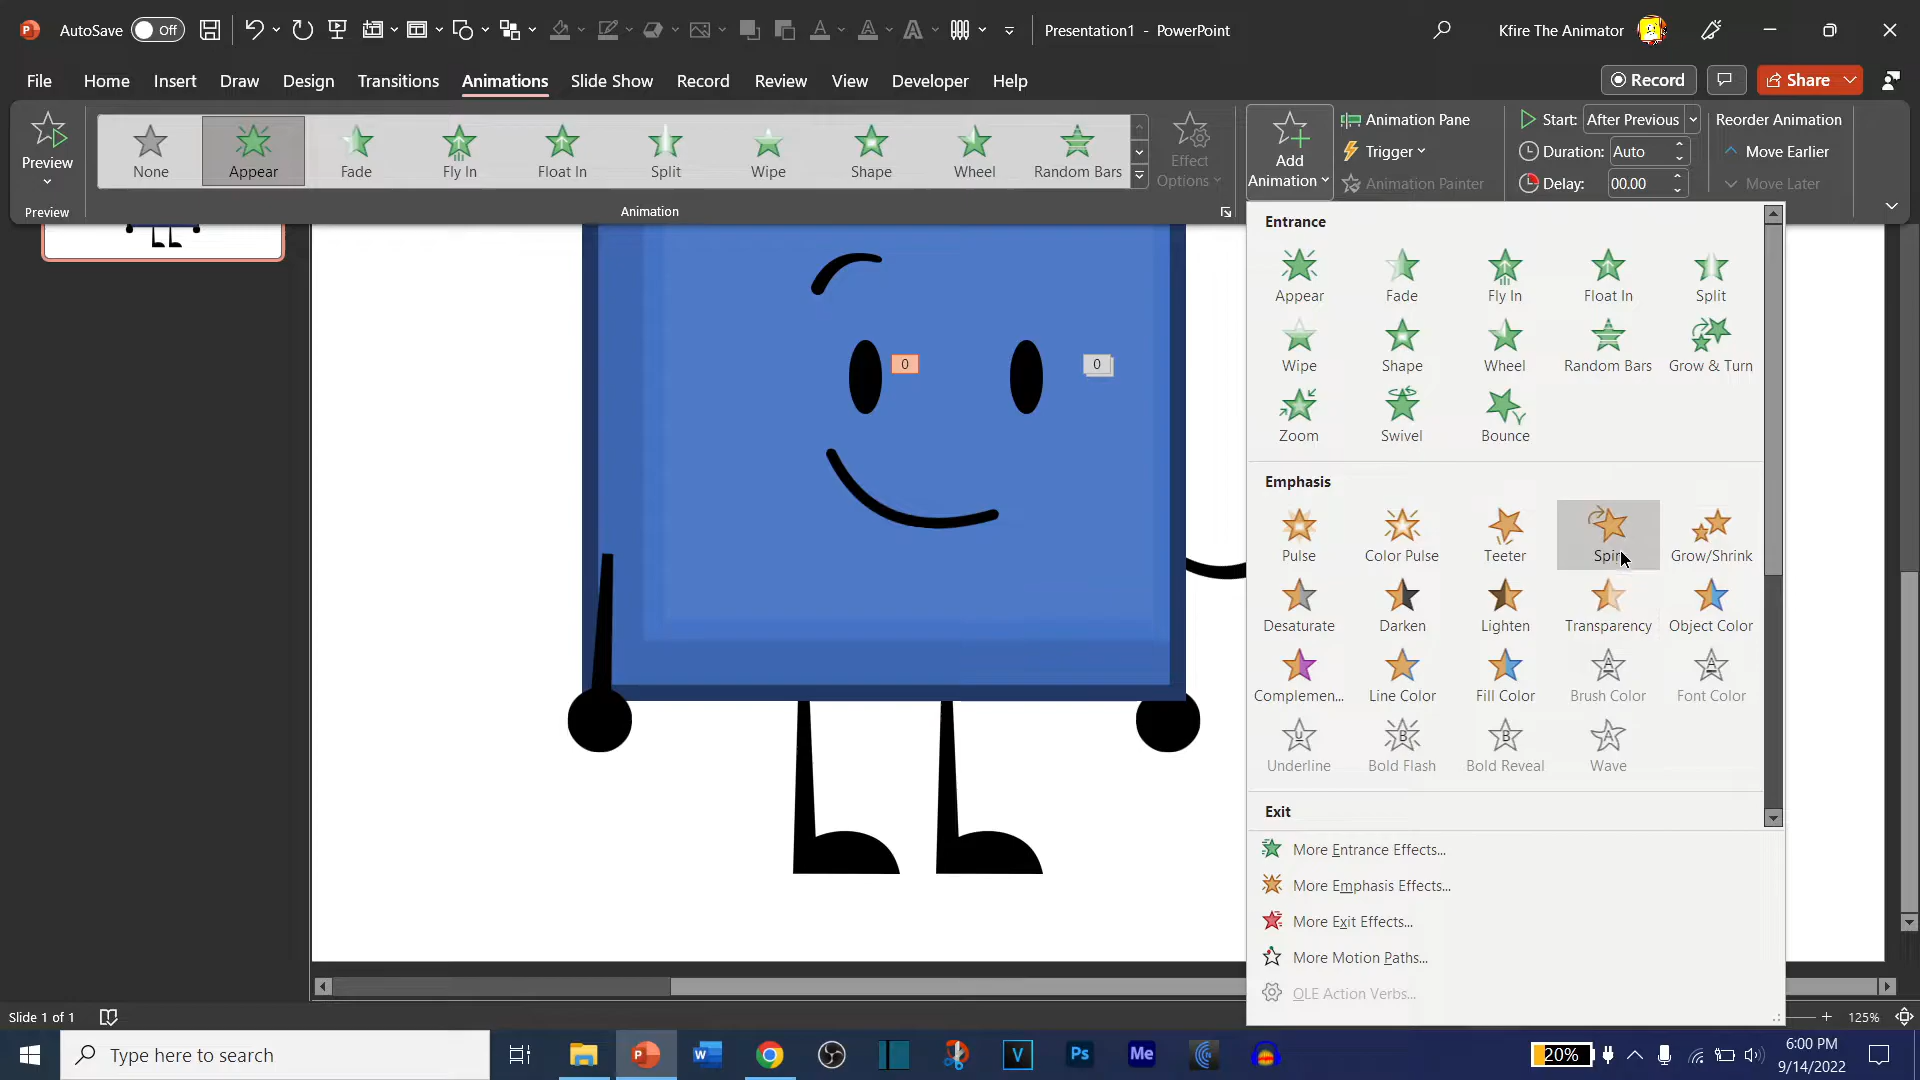 AutoSave Off Presentation1 - PowerPoint Kfire The Animator
File Home Insert Draw Design Transitions Animations Slide Show Record Review View Developer Help Record Share
Preview None Appear Fade Fly In Float In Split Wipe Shape Wheel Random Bars Effect Options Add Animation
Animation Pane
Trigger
Animation Painter
Start: After Previous
Duration: Auto
Delay: 00.00
Reorder Animation
Move Earlier
Move Later
Preview Animation
Entrance
Appear Fade Fly In Float In Split
Wipe Shape Wheel Random Bars Grow & Turn
Zoom Swivel Bounce
0 0
Emphasis
Pulse Color Pulse Teeter Spin Grow/Shrink
Desaturate Darken Lighten Transparency Object Color
Complemen... Line Color Fill Color Brush Color Font Color
Underline Bold Flash Bold Reveal Wave
Exit
More Entrance Effects...
More Emphasis Effects...
More Exit Effects...
More Motion Paths...
OLE Action Verbs...
Slide 1 of 1 125%
Type here to search 20% 6:00 PM
9/14/2022